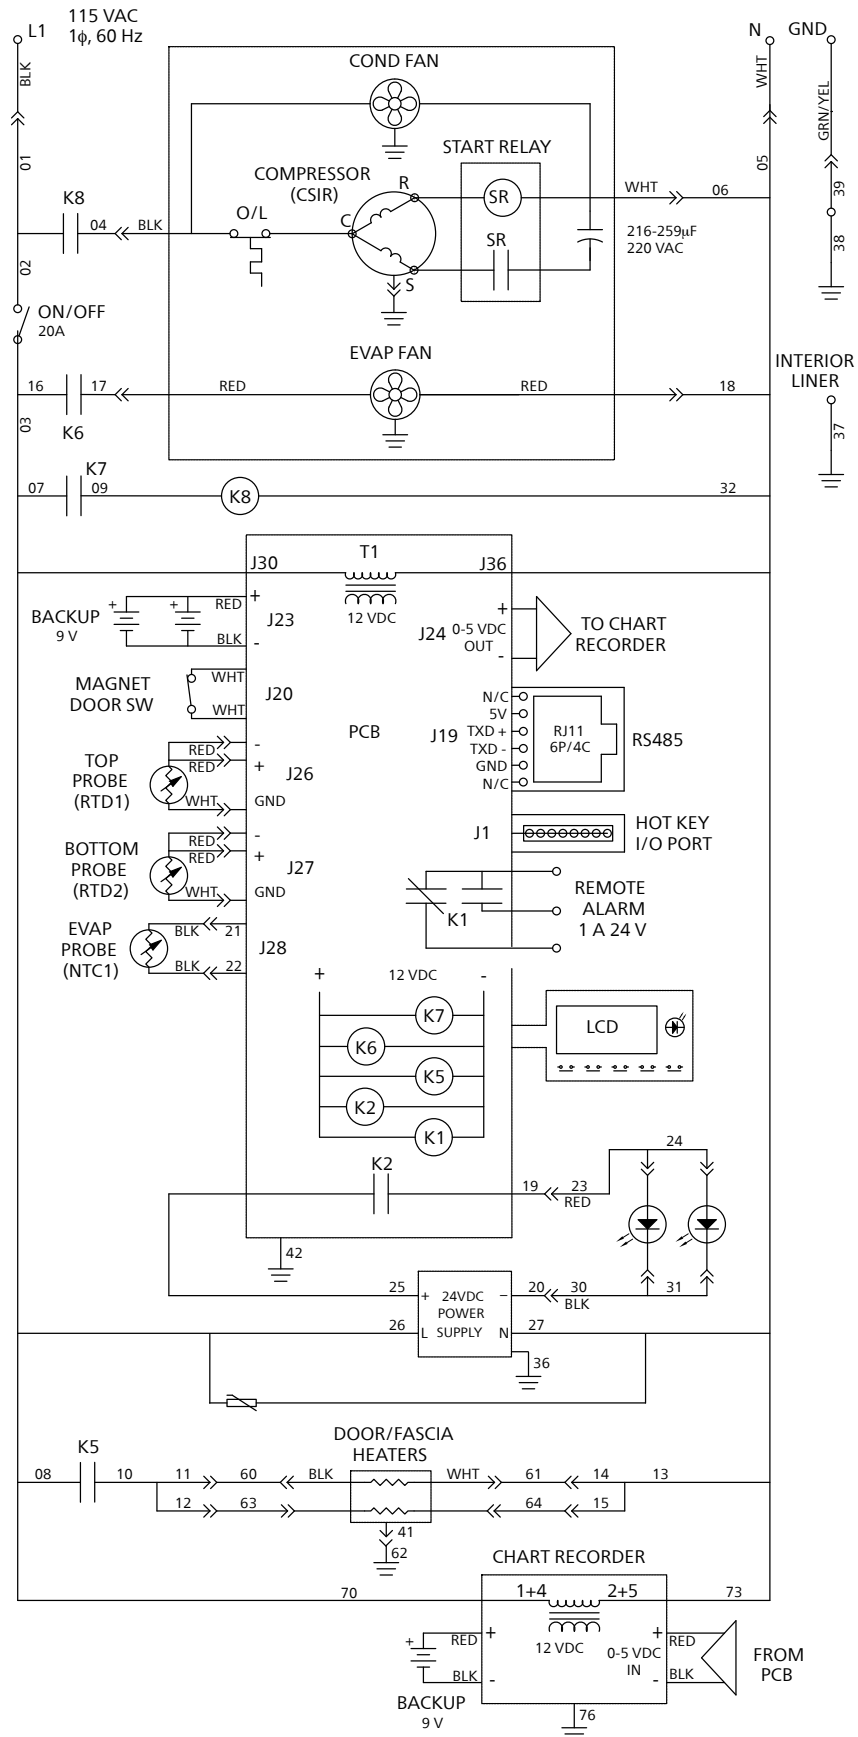 L1
115 VAC
1ϕ, 60 Hz
N
GND
BLK
WHT
GRN/YEL
COND FAN
START RELAY
COMPRESSOR
(CSIR)
R
SR
WHT
06
01
05
39
K8
04
BLK
O/L
C
SR
216-259µF
220 VAC
38
02
S
ON/OFF
20A
EVAP FAN
INTERIOR
LINER
16
17
RED
RED
18
03
K6
37
K7
07
09
K8
32
J30
T1
J36
+
+
BACKUP
9 V
RED
+
12 VDC
J23
BLK
-
+
J24
0-5 VDC
OUT
-
TO CHART
RECORDER
MAGNET
DOOR SW
WHT
J20
WHT
PCB
J19
N/C
5V
TXD +
TXD -
GND
N/C
RJ11
6P/4C
RS485
TOP
PROBE
(RTD1)
RED
-
RED
+
J26
WHT
GND
J1
HOT KEY
I/O PORT
BOTTOM
PROBE
(RTD2)
RED
-
RED
+
J27
WHT
GND
K1
REMOTE
ALARM
1 A 24 V
EVAP
PROBE
(NTC1)
BLK
21
J28
BLK
22
+
12 VDC
-
K7
K6
K5
K2
K1
LCD
K2
19
23
RED
24
42
25
+
24VDC
POWER
SUPPLY
−
20
30
BLK
31
26
L
N
27
36
DOOR/FASCIA
HEATERS
K5
08
10
11
60
BLK
WHT
61
14
13
12
63
64
15
41
62
CHART RECORDER
70
1+4
2+5
73
+
RED
+
12 VDC
+
0-5 VDC
IN
RED
BLK
-
-
BLK
FROM
PCB
BACKUP
9 V
76